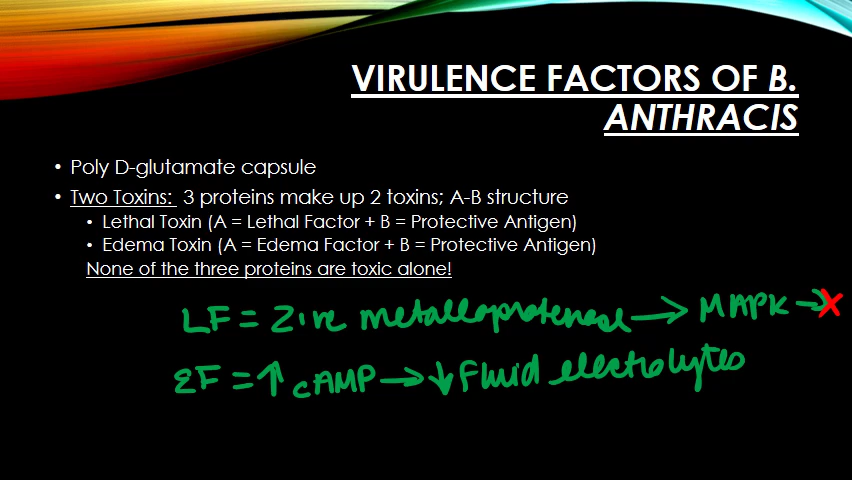 VIRULENCE FACTORS OF B.
ANTHRACIS
• Poly D-glutamate capsule
• Two Toxins: 3 proteins make up 2 toxins; A-B structure
• Lethal Toxin (A = Lethal Factor + B = Protective Antigen)
• Edema Toxin (A = Edema Factor + B = Protective Antigen)
None of the three proteins are toxic alone!
LF = Zinc metalloprotease → MAPK → X
EF = ↑ cAMP → ↓ Fluid electrolytes